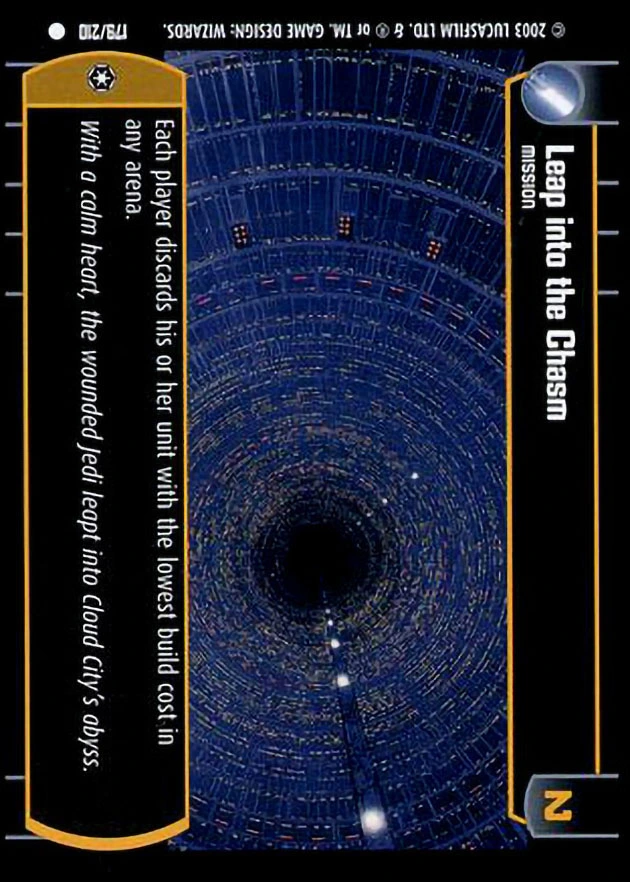 Leap into the Chasm
MISSION
2
Each player discards his or her unit with the lowest build cost in
any arena.
With a calm heart, the wounded Jedi leapt into Cloud City's abyss.
© 2003 LUCASFILM LTD. & ® or TM. GAME DESIGN: WIZARDS.
179/210